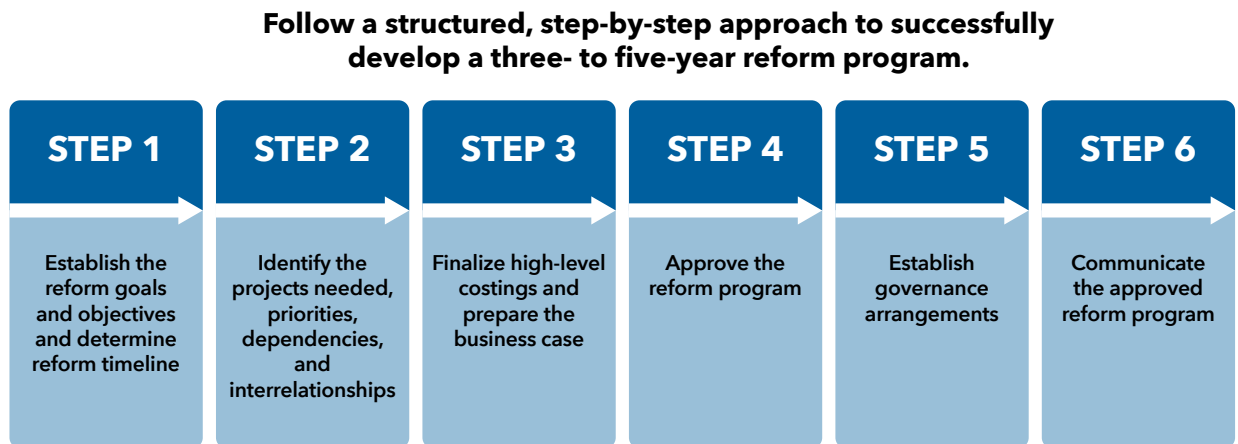 Follow a structured, step-by-step approach to successfully
develop a three- to five-year reform program.
STEP 1
Establish the
reform goals
and objectives
and determine
reform timeline
STEP 2
Identify the
projects needed,
priorities,
dependencies,
and
interrelationships
STEP 3
Finalize high-level
costings and
prepare the
business case
STEP 4
Approve the
reform program
STEP 5
Establish
governance
arrangements
STEP 6
Communicate
the approved
reform program